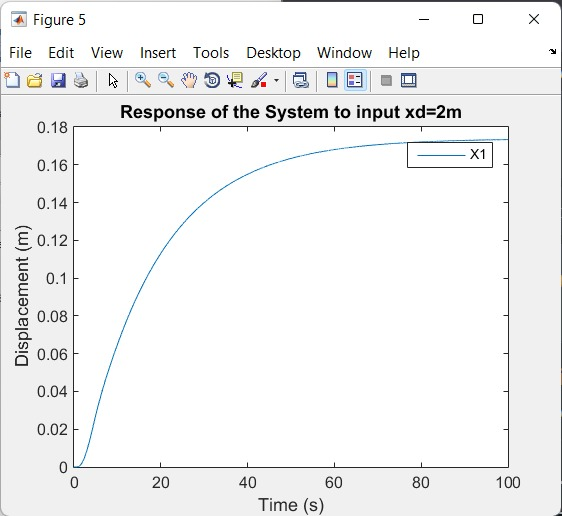 Figure 5
File Edit View Insert Tools Desktop Window Help
Response of the System to input xd=2m
0.18
0.16
0.14
0.12
0.1
0.08
0.06
0.04
0.02
0
Displacement (m)
X1
0 20 40 60 80 100
Time (s)